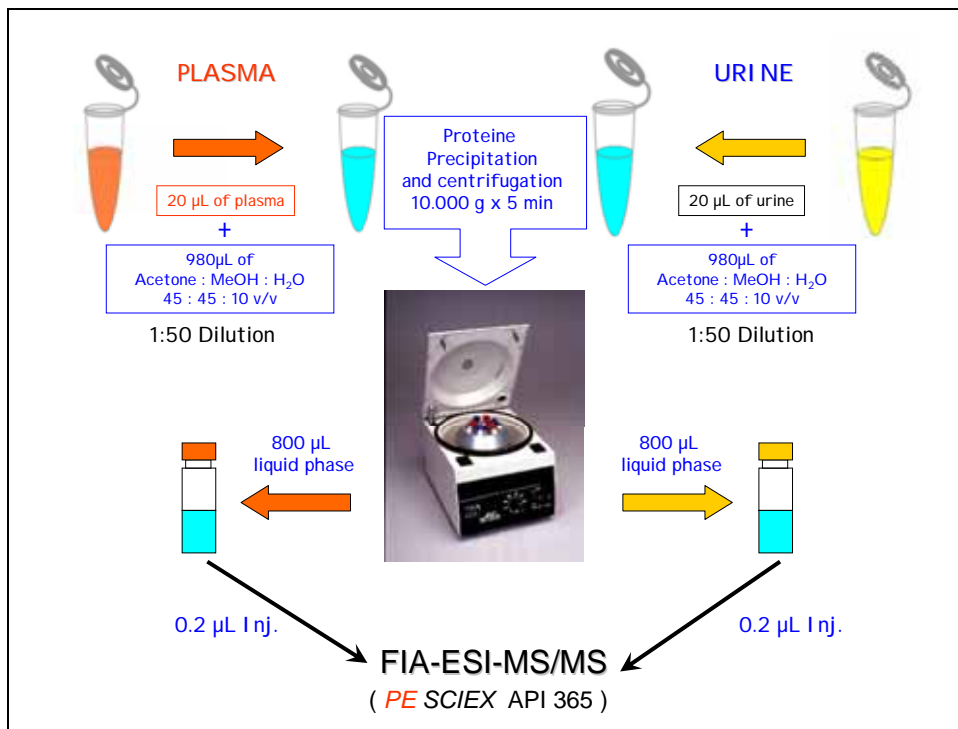 PLASMA
URINE
Proteine
Precipitation
and centrifugation
10.000 g x 5 min
20 µL of plasma
+
980µL of
Acetone : MeOH : H₂O
45 : 45 : 10 v/v
1:50 Dilution
20 µL of urine
+
980µL of
Acetone : MeOH : H₂O
45 : 45 : 10 v/v
1:50 Dilution
800 µL
liquid phase
800 µL
liquid phase
0.2 µL Inj.
0.2 µL Inj.
FIA-ESI-MS/MS
( PE SCIEX API 365 )